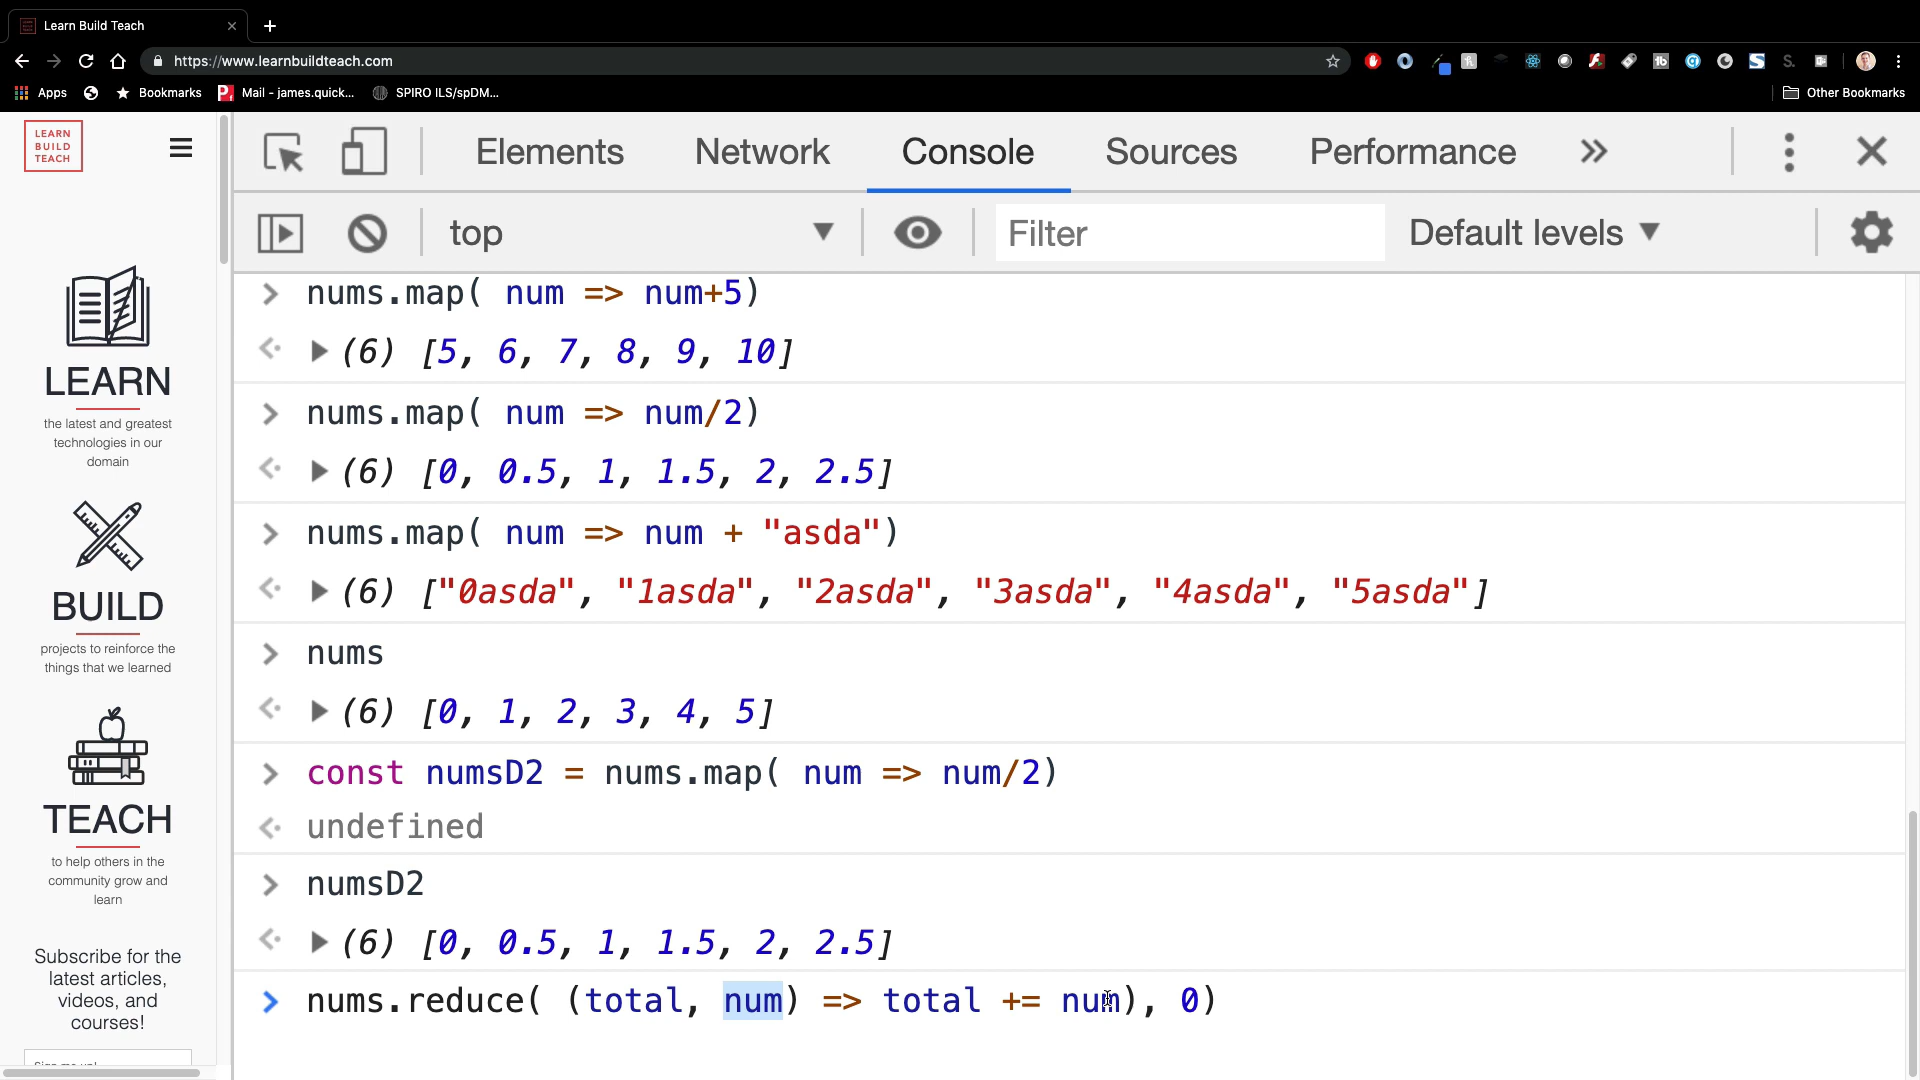 Learn Build Teach
https://www.learnbuildteach.com
Apps
Bookmarks
Mail - james.quick...
SPIRO ILS/spDM...
Other Bookmarks
LEARN
BUILD
TEACH
LEARN
the latest and greatest
technologies in our
domain
BUILD
projects to reinforce the
things that we learned
TEACH
to help others in the
community grow and
learn
Subscribe for the
latest articles,
videos, and
courses!
Elements Network Console Sources Performance »
top Filter Default levels
> nums.map( num => num+5)
(6) [5, 6, 7, 8, 9, 10]
> nums.map( num => num/2)
(6) [0, 0.5, 1, 1.5, 2, 2.5]
> nums.map( num => num + "asda")
(6) ["0asda", "1asda", "2asda", "3asda", "4asda", "5asda"]
> nums
(6) [0, 1, 2, 3, 4, 5]
> const numsD2 = nums.map( num => num/2)
undefined
> numsD2
(6) [0, 0.5, 1, 1.5, 2, 2.5]
> nums.reduce( (total, num) => total += num), 0)